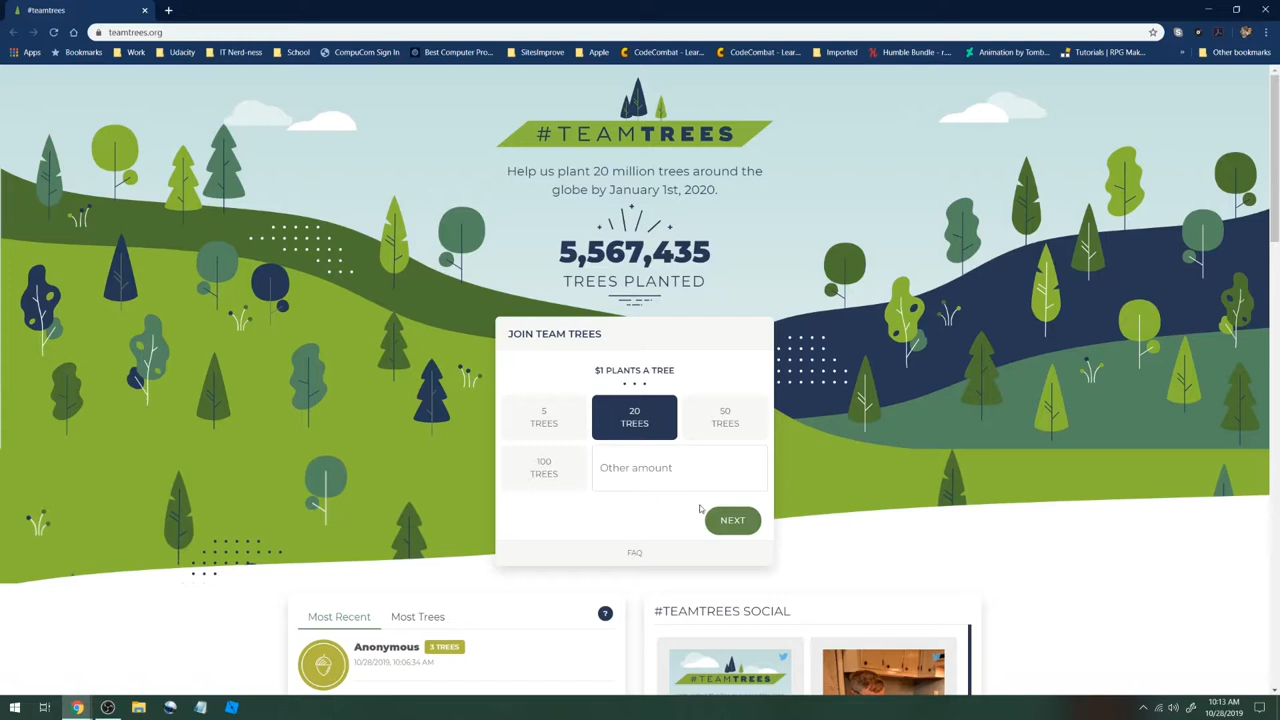 #teamtrees
teamtrees.org
Apps
Bookmarks
Work
Udacity
IT Nerd-ness
School
CompuCom Sign In
Best Computer Pro...
SitesImprove
Apple
CodeCombat - Lear...
CodeCombat - Lear...
Imported
Humble Bundle - r...
Animation by Tomb...
Tutorials | RPG Mak...
»
Other bookmarks
#TEAMTREES
Help us plant 20 million trees around the
globe by January 1st, 2020.
5,567,435
TREES PLANTED
JOIN TEAM TREES
$1 PLANTS A TREE
5
TREES
20
TREES
50
TREES
100
TREES
Other amount
NEXT
FAQ
Most Recent
Most Trees
?
Anonymous
3 TREES
10/28/2019, 10:06:34 AM
#TEAMTREES SOCIAL
#TEAMTREES
10:13 AM
10/28/2019